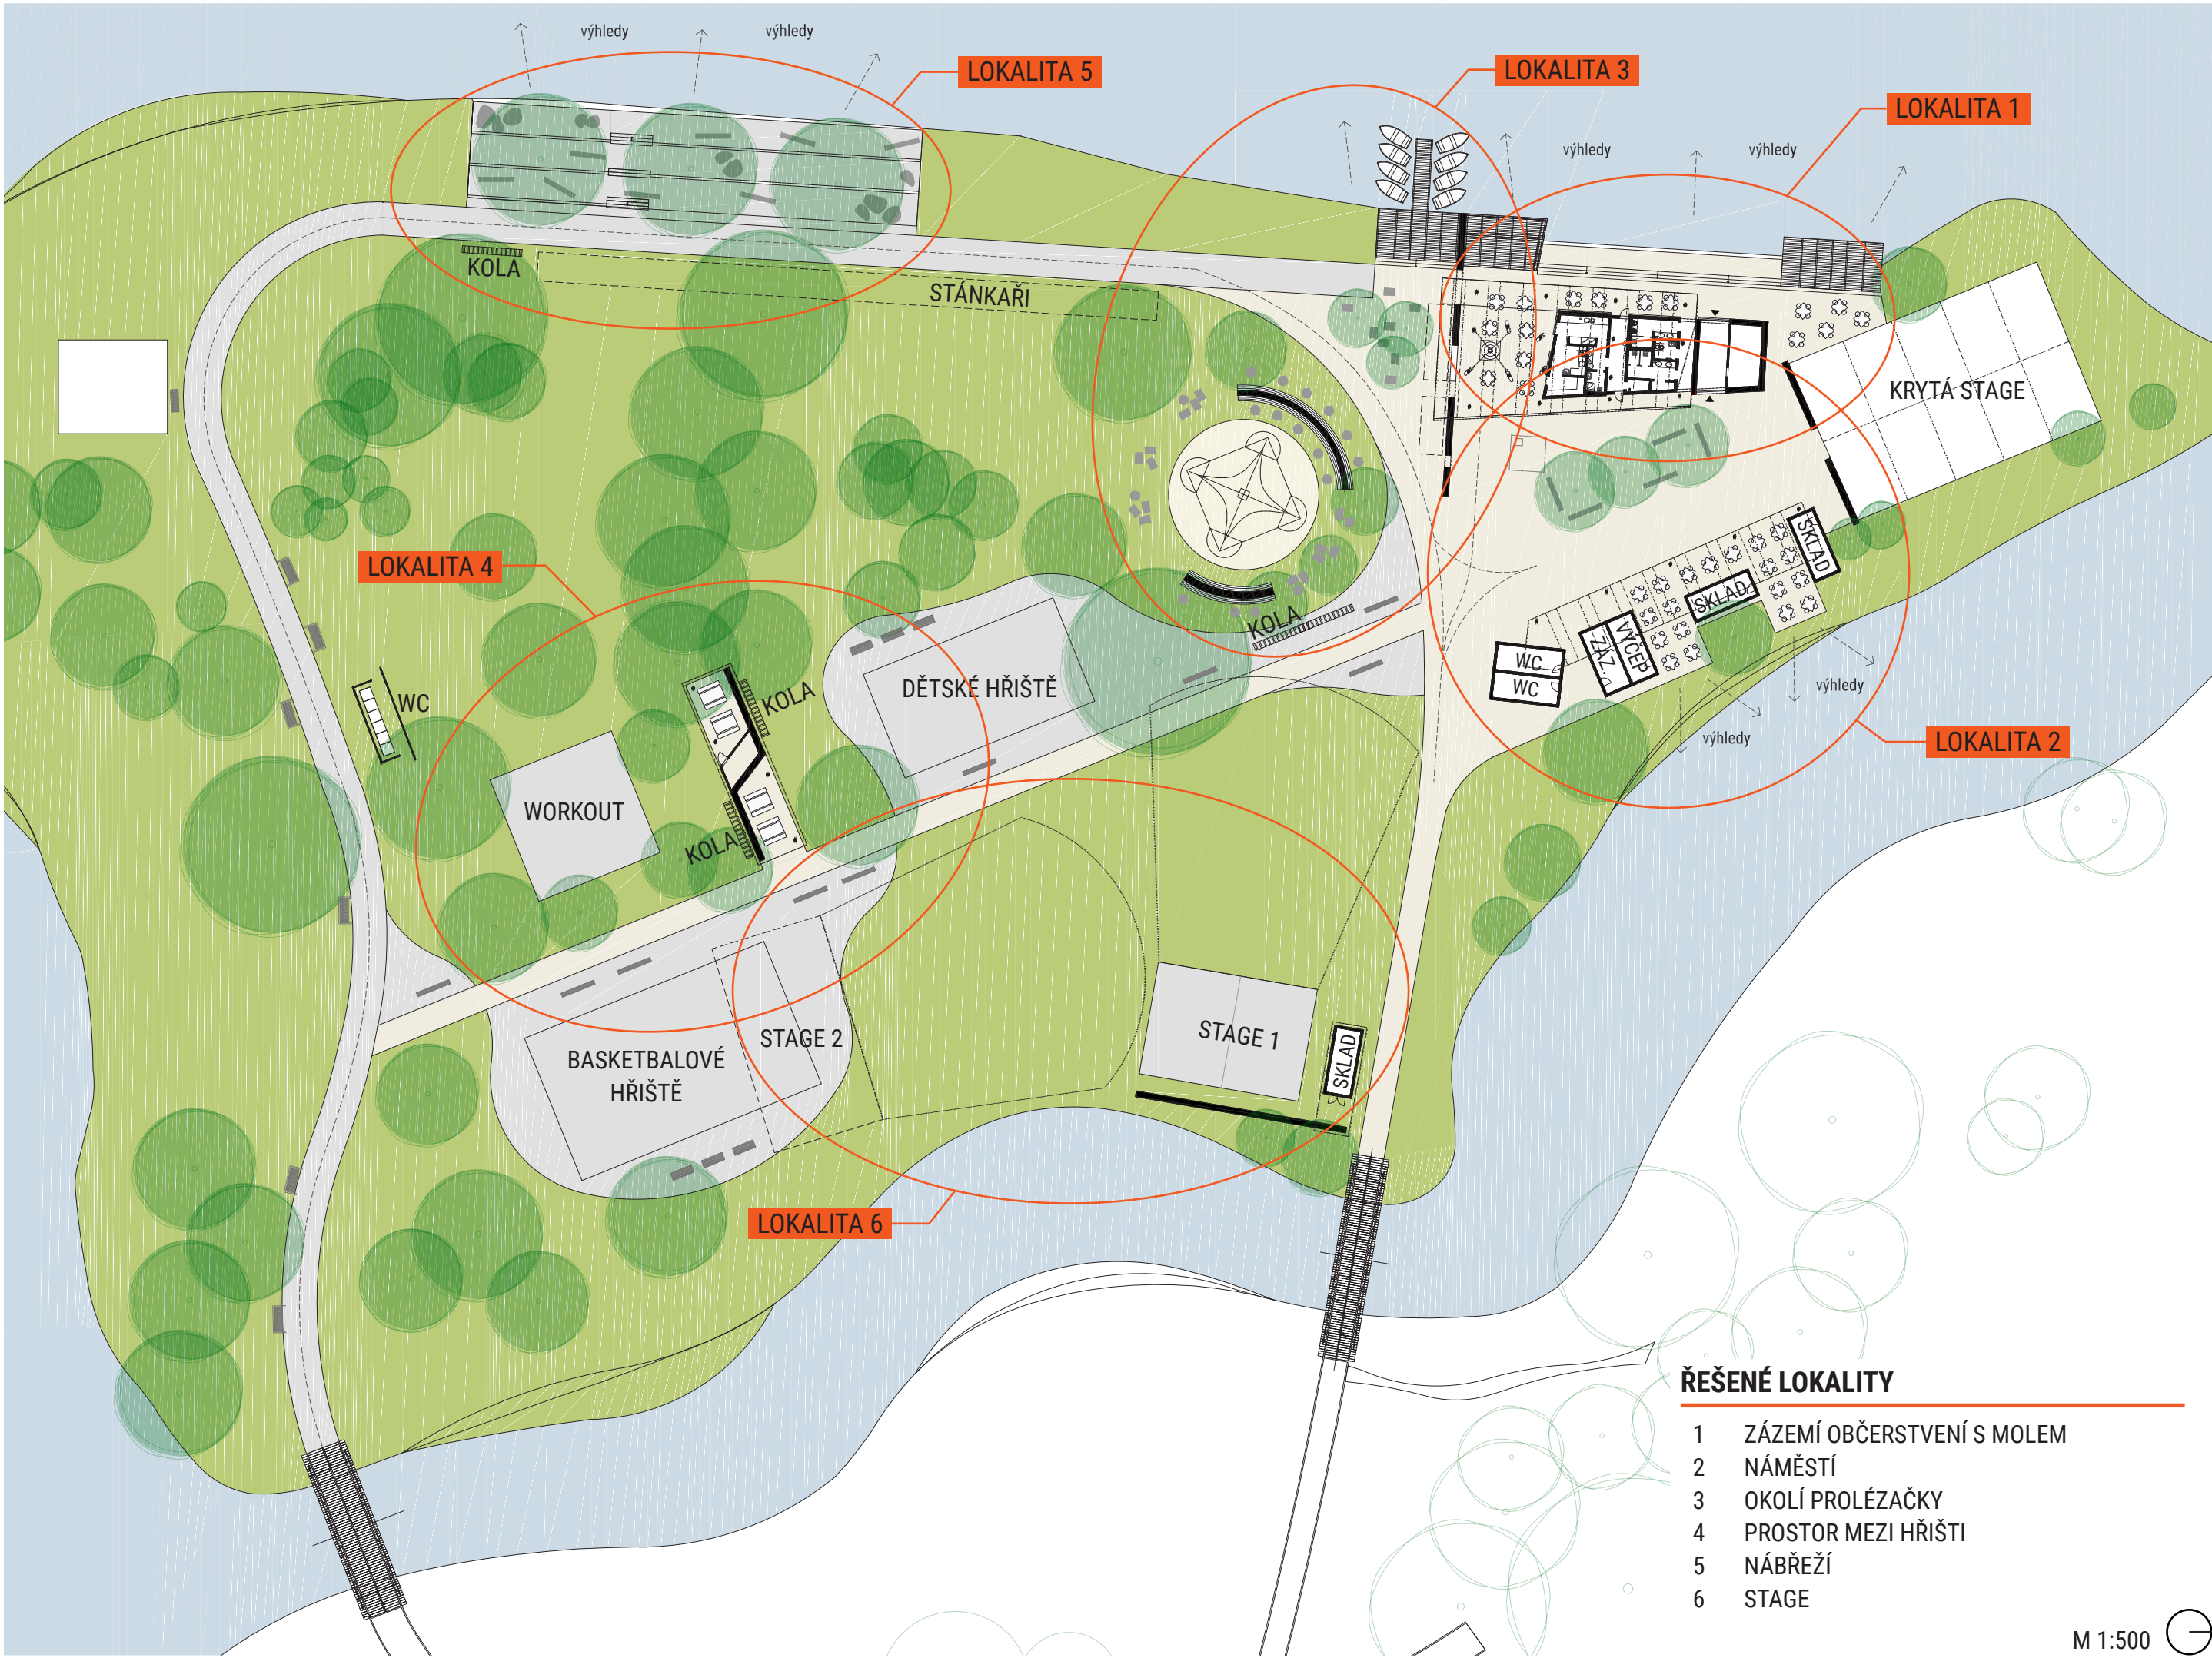 výhledy
výhledy
LOKALITA 5
LOKALITA 3
LOKALITA 1
výhledy
výhledy
KOLA
STÁNKAŘI
KRYTÁ STAGE
LOKALITA 4
SKLAD
SKLAD
KOLA
VÝČEP
ZÁZ.
WC
WC
DĚTSKÉ HŘIŠTĚ
výhledy
WC
KOLA
výhledy
LOKALITA 2
WORKOUT
KOLA
STAGE 2
STAGE 1
BASKETBALOVÉ
HŘIŠTĚ
SKLAD
LOKALITA 6
ŘEŠENÉ LOKALITY
1 ZÁZEMÍ OBČERSTVENÍ S MOLEM
2 NÁMĚSTÍ
3 OKOLÍ PROLÉZAČKY
4 PROSTOR MEZI HŘIŠTI
5 NÁBŘEŽÍ
6 STAGE
M 1:500